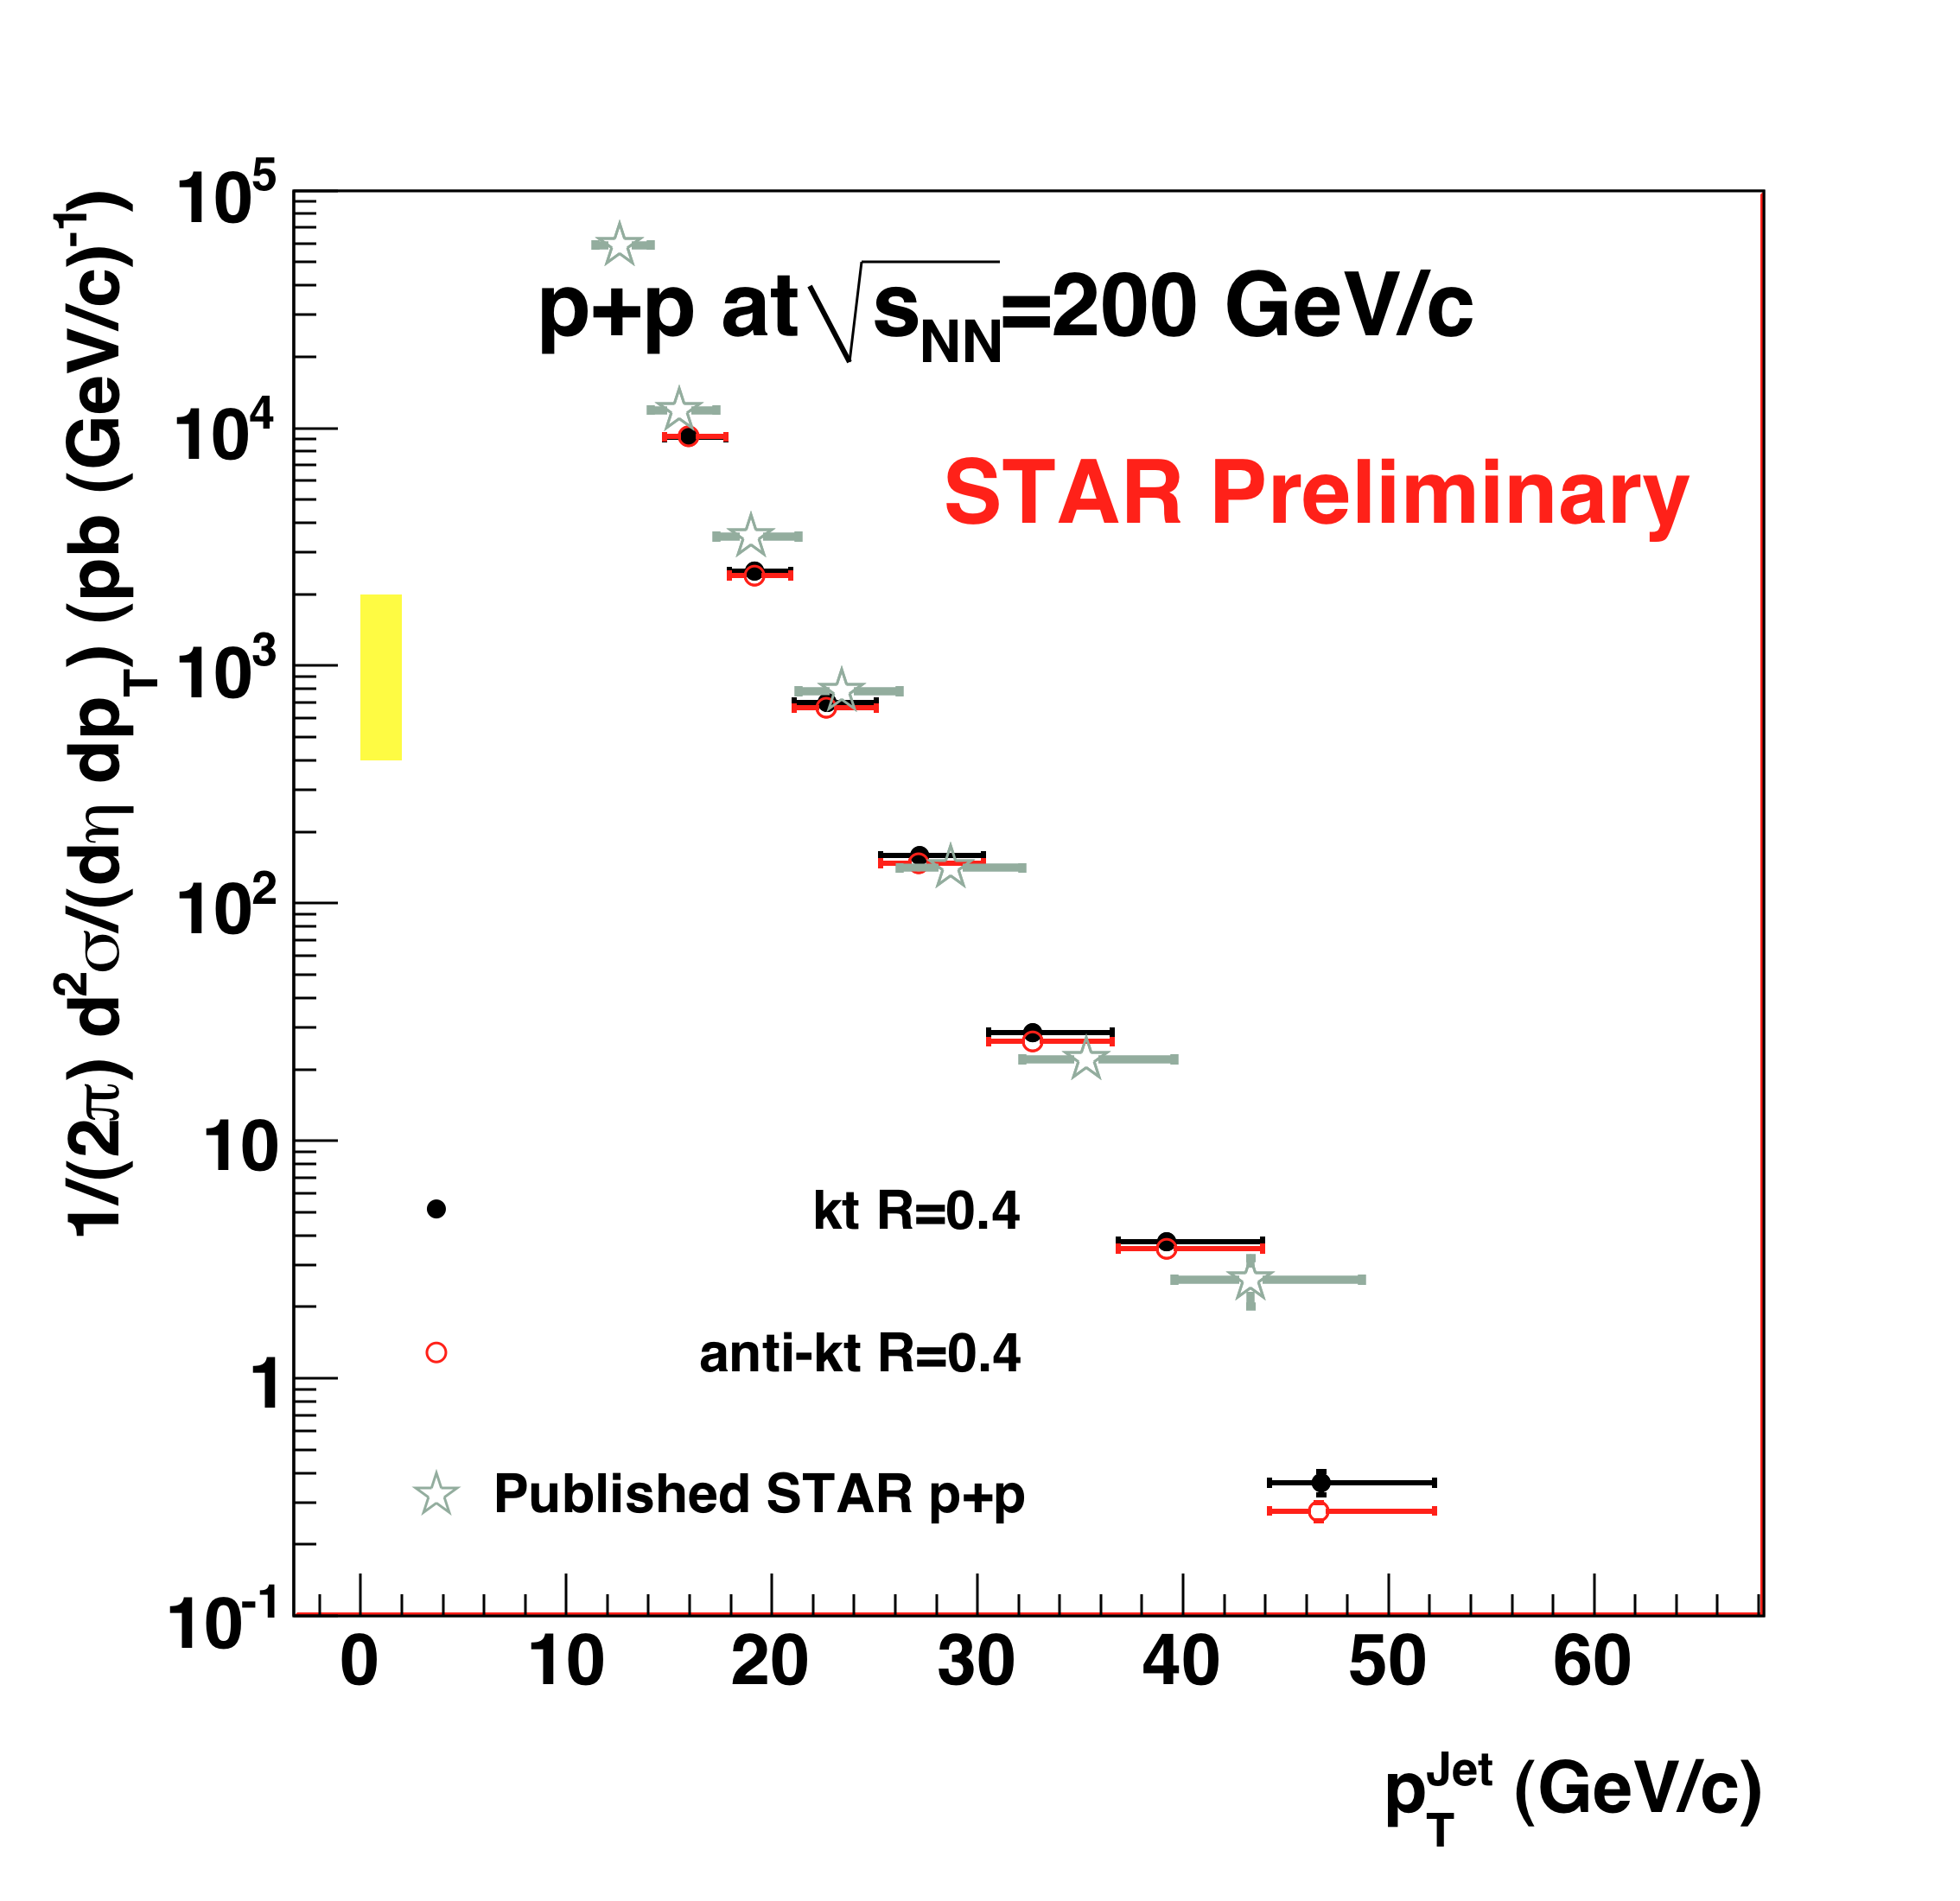 p+p at √s_NN=200 GeV/c
STAR Preliminary
1/(2π) d²σ/(dη dp_T) (pb (GeV/c)⁻¹)
10⁵
10⁴
10³
10²
10
1
10⁻¹
kt R=0.4
anti-kt R=0.4
Published STAR p+p
0 10 20 30 40 50 60
p_T^Jet (GeV/c)